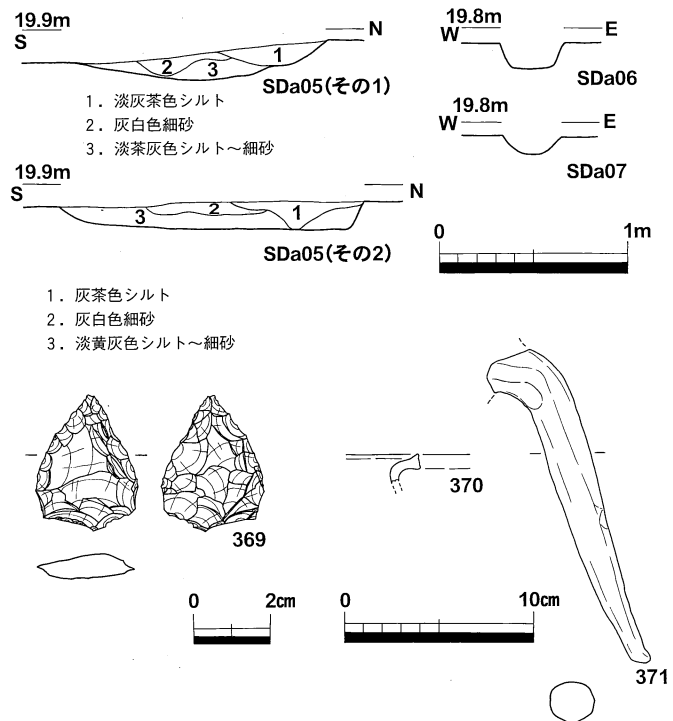 19.9m
S
N
1
2
3
SDa05(その1)
1. 淡灰茶色シルト
2. 灰白色細砂
3. 淡茶灰色シルト～細砂
19.8m
W
E
SDa06
19.8m
W
E
SDa07
19.9m
S
N
3
2
1
SDa05(その2)
0
1m
1. 灰茶色シルト
2. 灰白色細砂
3. 淡黄灰色シルト～細砂
369
370
371
0
2cm
0
10cm